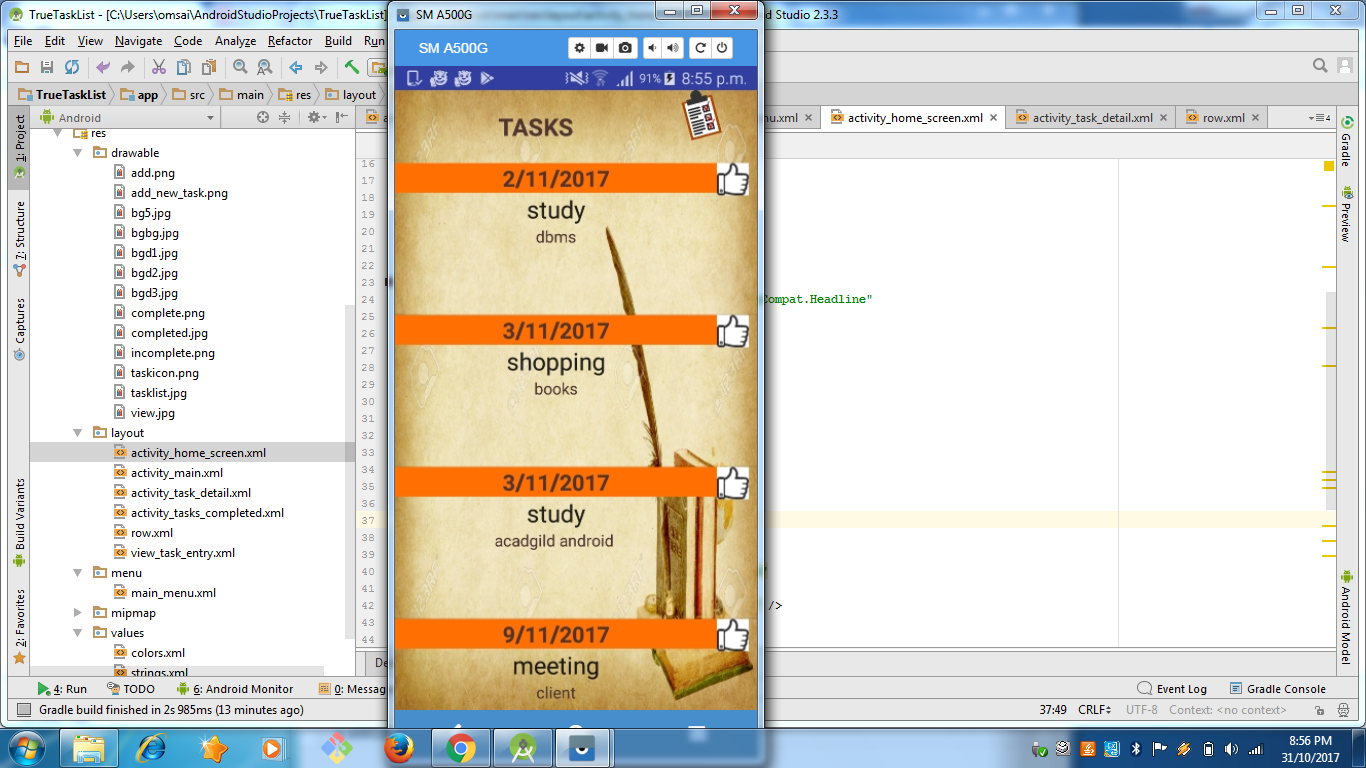 TrueTaskList - [C:\Users\omsai\AndroidStudioProjects\TrueTaskList]
SM A500G
d Studio 2.3.3
File Edit View Navigate Code Analyze Refactor Build Run
SM A500G
91% 8:55 p.m.
TrueTaskList app src main res layout
Android
nu.xml activity_home_screen.xml activity_task_detail.xml row.xml
4
1: Project
7: Structure
Captures
Build Variants
2: Favorites
res
drawable
add.png
add_new_task.png
bg5.jpg
bgbg.jpg
bgd1.jpg
bgd2.jpg
bgd3.jpg
complete.png
completed.jpg
incomplete.png
taskicon.png
tasklist.jpg
view.jpg
layout
activity_home_screen.xml
activity_main.xml
activity_task_detail.xml
activity_tasks_completed.xml
row.xml
view_task_entry.xml
menu
main_menu.xml
mipmap
values
colors.xml
strings.xml
16
17
18
19
20
21
22
23
24
25
26
27
28
29
30
31
32
33
34
35
36
37
38
39
40
41
42
43
44
TASKS
2/11/2017
study
dbms
3/11/2017
shopping
books
3/11/2017
study
acadgild android
9/11/2017
meeting
client
Compat.Headline"
/>
Gradle
Preview
Android Model
De
4: Run TODO 6: Android Monitor 0: Messag
Event Log Gradle Console
Gradle build finished in 2s 985ms (13 minutes ago)
37:49 CRLF UTF-8 Context: <no context>
8:56 PM
31/10/2017